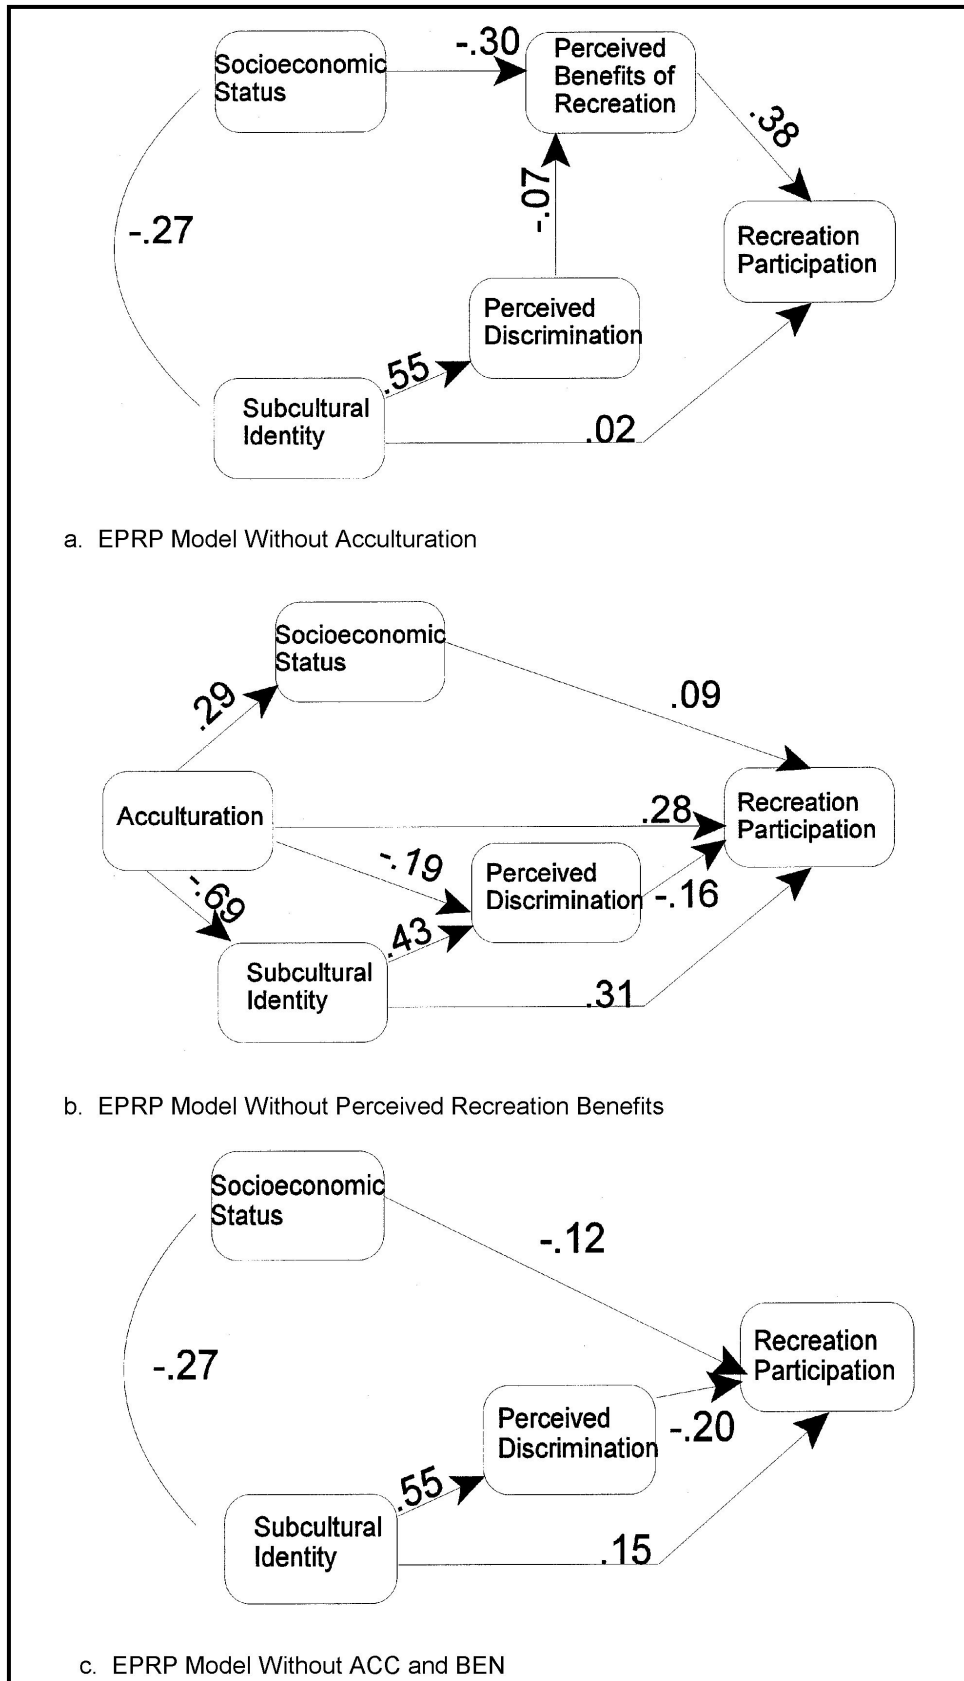 Socioeconomic
Status
-.30
Perceived
Benefits of
Recreation
.38
-.27
-.07
Recreation
Participation
Perceived
Discrimination
.55
Subcultural
Identity
.02
a. EPRP Model Without Acculturation
Socioeconomic
Status
.29
.09
Acculturation
.28
Recreation
Participation
-.19
Perceived
Discrimination
-.16
-.69
.43
Subcultural
Identity
.31
b. EPRP Model Without Perceived Recreation Benefits
Socioeconomic
Status
-.12
-.27
Recreation
Participation
Perceived
Discrimination
-.20
.55
Subcultural
Identity
.15
c. EPRP Model Without ACC and BEN